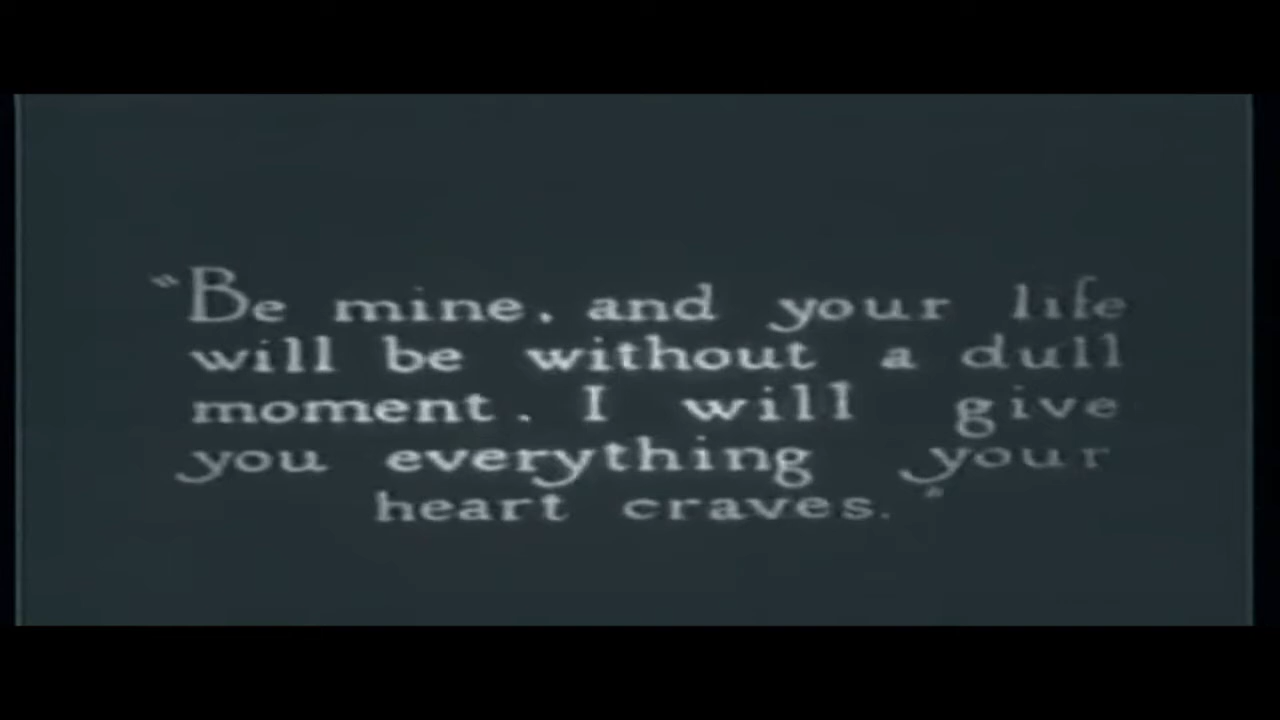 "Be mine, and your life
will be without a dull
moment. I will give
you everything your
heart craves."